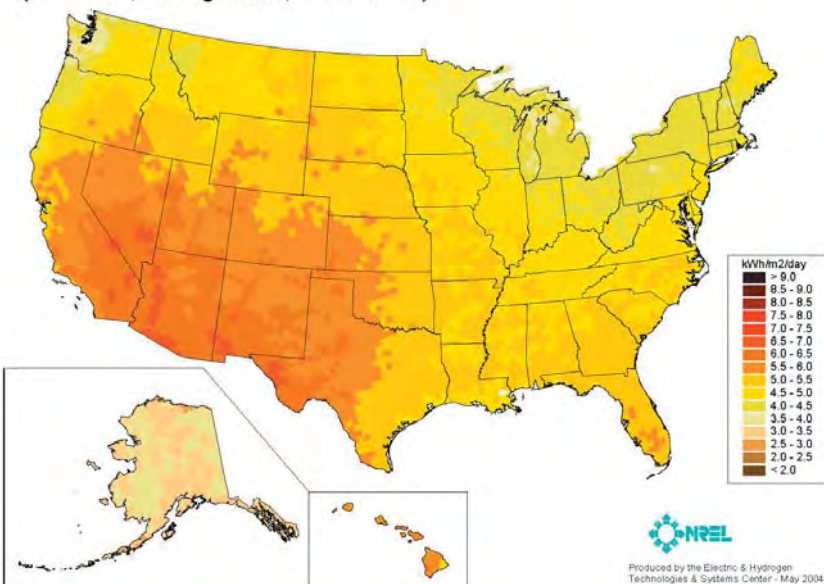 kWh/m2/day
> 9.0
8.5 - 9.0
8.0 - 8.5
7.5 - 8.0
7.0 - 7.5
6.5 - 7.0
6.0 - 6.5
5.5 - 6.0
5.0 - 5.5
4.5 - 5.0
4.0 - 4.5
3.5 - 4.0
3.0 - 3.5
2.5 - 3.0
2.0 - 2.5
< 2.0
NREL
Produced by the Electric & Hydrogen
Technologies & Systems Center - May 2004